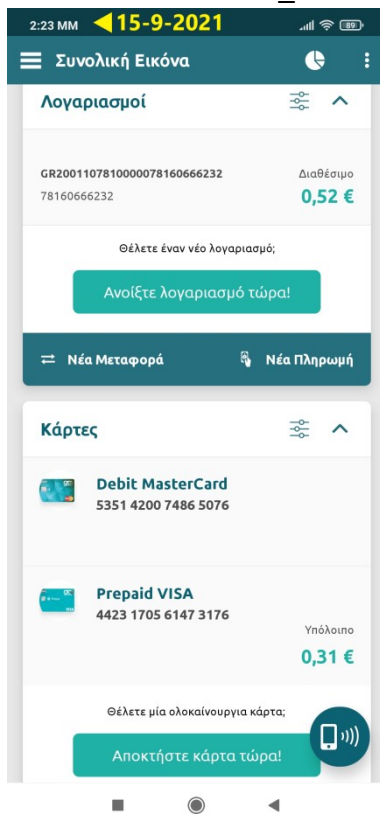 2:23 ΜΜ 15-9-2021 89
Συνολική Εικόνα
Λογαριασμοί
GR2001107810000078160666232 Διαθέσιμο
78160666232 0,52 €
Θέλετε έναν νέο λογαριασμό;
Ανοίξτε λογαριασμό τώρα!
Νέα Μεταφορά Νέα Πληρωμή
Κάρτες
Debit MasterCard
5351 4200 7486 5076
Prepaid VISA
4423 1705 6147 3176
Υπόλοιπο
0,31 €
Θέλετε μία ολοκαίνουργια κάρτα;
Αποκτήστε κάρτα τώρα!